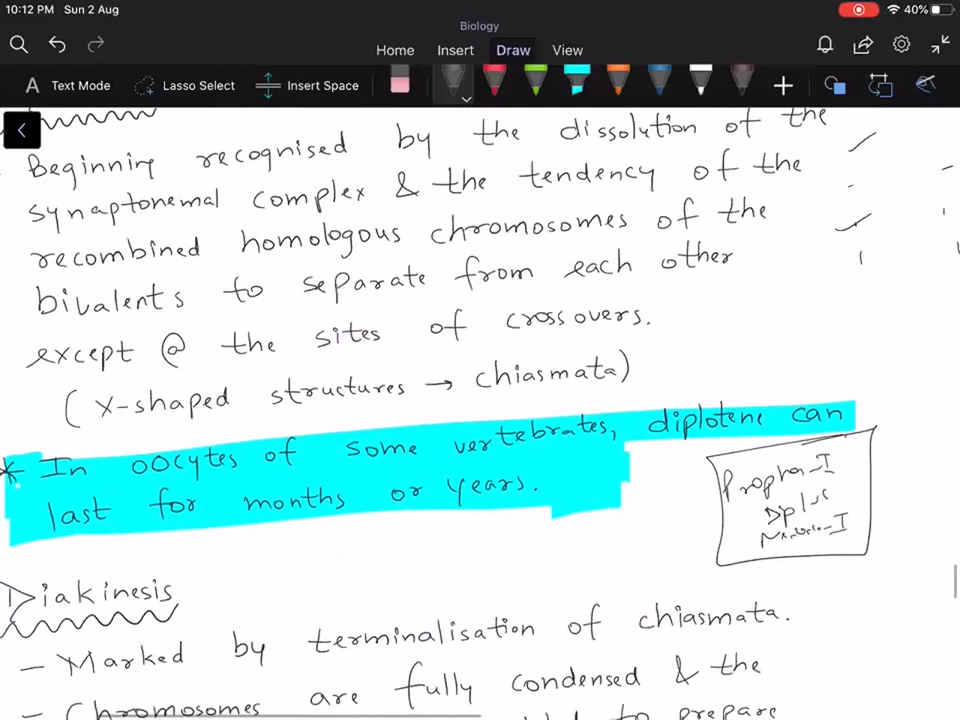 10:12 PM Sun 2 Aug
40%
Biology
Home Insert Draw View
Text Mode Lasso Select Insert Space
Beginning recognised by the dissolution of the
synaptonemal complex & the tendency of the
recombined homologous chromosomes of the
bivalents to separate from each other
except @ the sites of crossovers.
(X-shaped structures → chiasmata)
* In oocytes of some vertebrates, diplotene can
last for months or years.
Diakinesis
- Marked by terminalisation of chiasmata.
- Chromosomes are fully condensed & the
to prepare